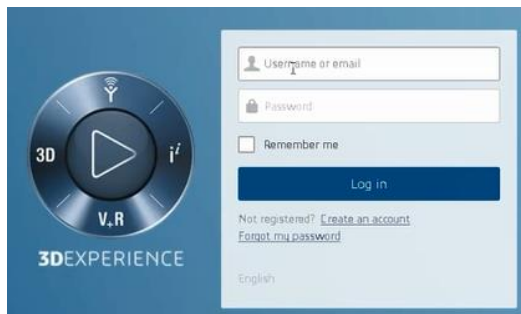 3D
i i
V+R
3DEXPERIENCE
Username or email
Password
Remember me
Log in
Not registered? Create an account
Forgot my password
English